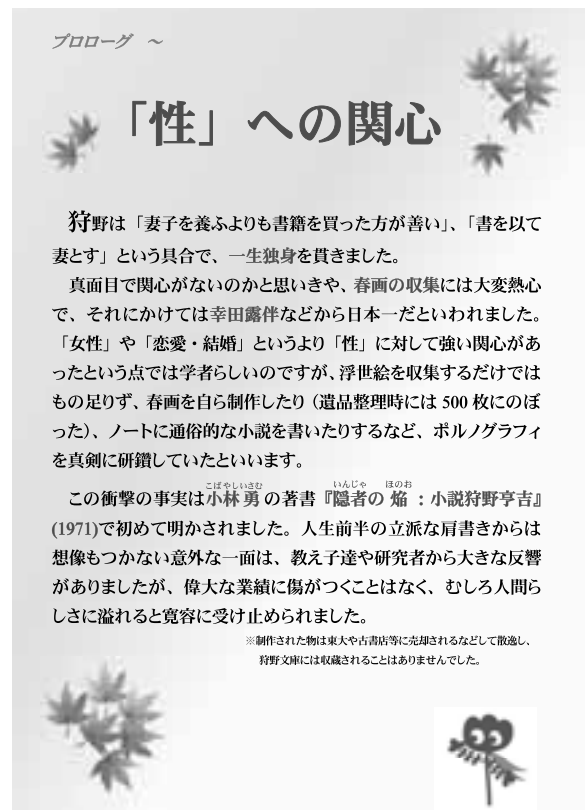 プロローグ ～
「性」への関心
狩野は「妻子を養ふよりも書籍を買った方が善い」、「書を以て
妻とす」という具合で、一生独身を貫きました。
真面目で関心がないのかと思いきや、春画の収集には大変熱心
で、それにかけては幸田露伴などから日本一だといわれました。
「女性」や「恋愛・結婚」というより「性」に対して強い関心があ
ったという点では学者らしいのですが、浮世絵を収集するだけでは
もの足りず、春画を自ら制作したり（遺品整理時には 500 枚にのぼ
った）、ノートに通俗的な小説を書いたりするなど、ポルノグラフィ
を真剣に研鑽していたといいます。
こばやしいさむ いんじゃ ほのお
この衝撃の事実は小林勇の著書『隠者の焔：小説狩野亨吉』
(1971)で初めて明かされました。人生前半の立派な肩書きからは
想像もつかない意外な一面は、教え子達や研究者から大きな反響
がありましたが、偉大な業績に傷がつくことはなく、むしろ人間ら
しさに溢れると寛容に受け止められました。
※制作された物は東大や古書店等に売却されるなどして散逸し、
狩野文庫には収蔵されることはありませんでした。